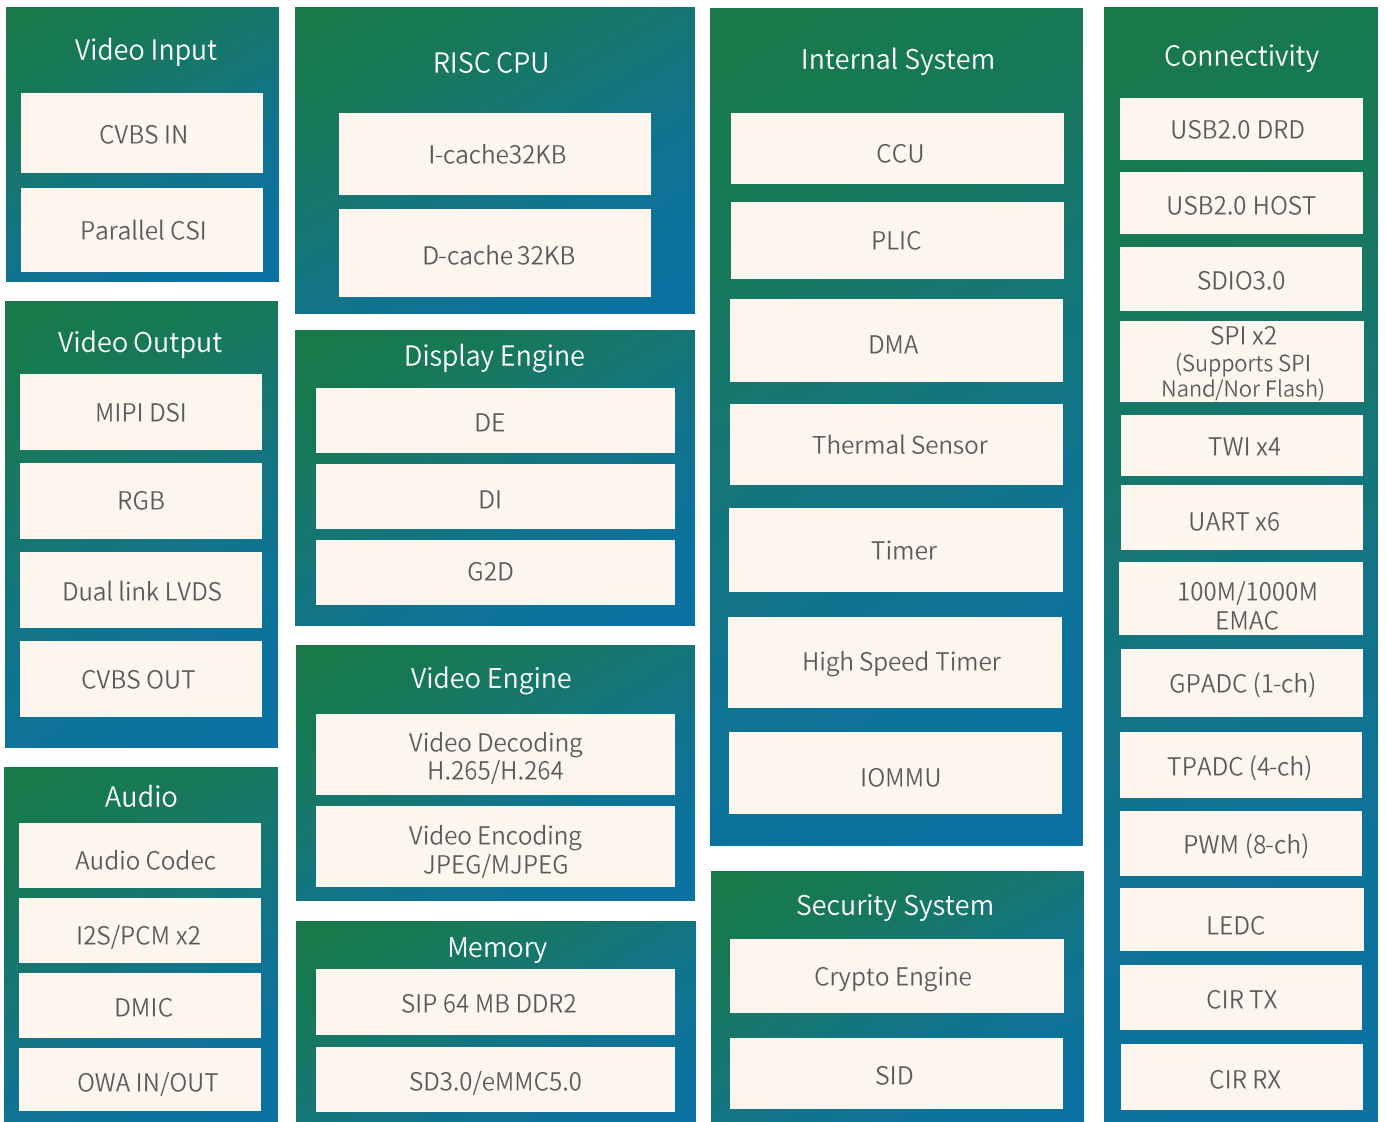 Video Input
CVBS IN
Parallel CSI
Video Output
MIPI DSI
RGB
Dual link LVDS
CVBS OUT
Audio
Audio Codec
I2S/PCM x2
DMIC
OWA IN/OUT
RISC CPU
I-cache32KB
D-cache 32KB
Display Engine
DE
DI
G2D
Video Engine
Video Decoding
H.265/H.264
Video Encoding
JPEG/MJPEG
Memory
SIP 64 MB DDR2
SD3.0/eMMC5.0
Internal System
CCU
PLIC
DMA
Thermal Sensor
Timer
High Speed Timer
IOMMU
Security System
Crypto Engine
SID
Connectivity
USB2.0 DRD
USB2.0 HOST
SDIO3.0
SPI x2
(Supports SPI
Nand/Nor Flash)
TWI x4
UART x6
100M/1000M
EMAC
GPADC (1-ch)
TPADC (4-ch)
PWM (8-ch)
LEDC
CIR TX
CIR RX